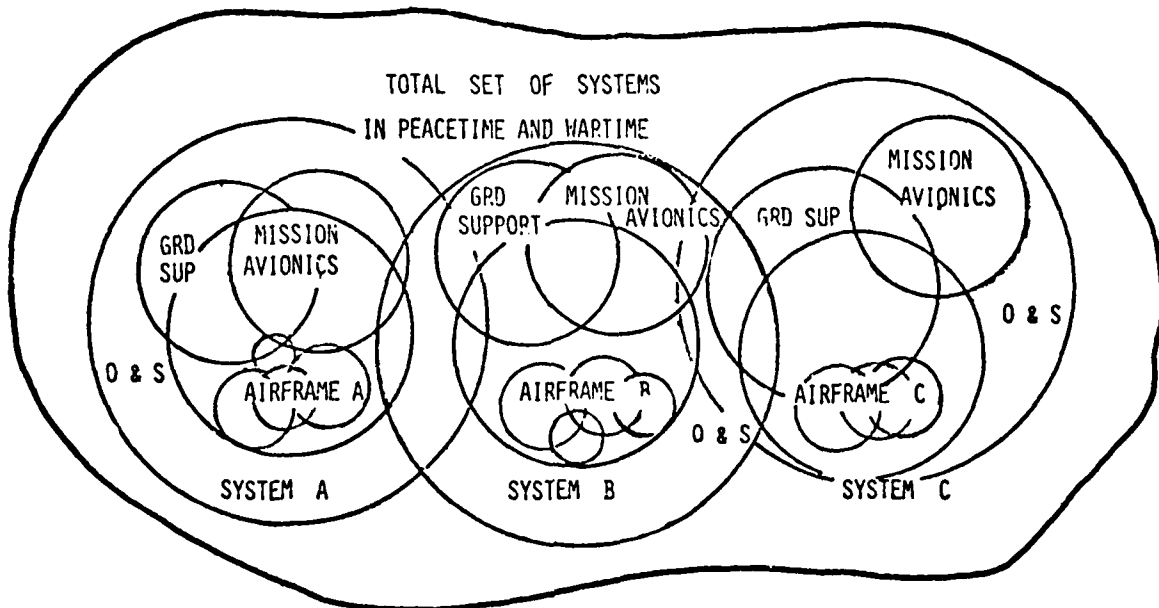 TOTAL SET OF SYSTEMS
IN PEACETIME AND WARTIME
GRD
SUP
MISSION
AVIONICS
O & S
AIRFRAME A
SYSTEM A
GRD
SUPPORT
MISSION
AVIONICS
AIRFRAME B
O & S
SYSTEM B
GRD SUP
MISSION
AVIONICS
O & S
AIRFRAME C
SYSTEM C